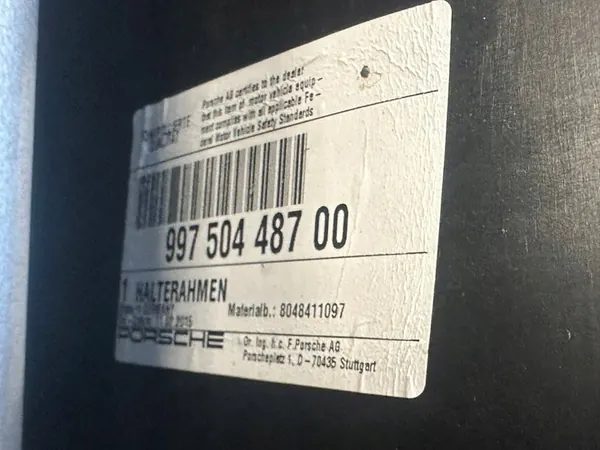 Porsche AG certifies to the dealer
that this item of motor vehicle equip-
ment complies with all applicable Fe-
deral Motor Vehicle Safety Standards
997 504 487 00
1 HALTERAHMEN
Materialb.: 8048411097
2015
PORSCHE
Dr. Ing. h.c. F.Porsche AG
Porscheplatz 1, D-70435 Stuttgart